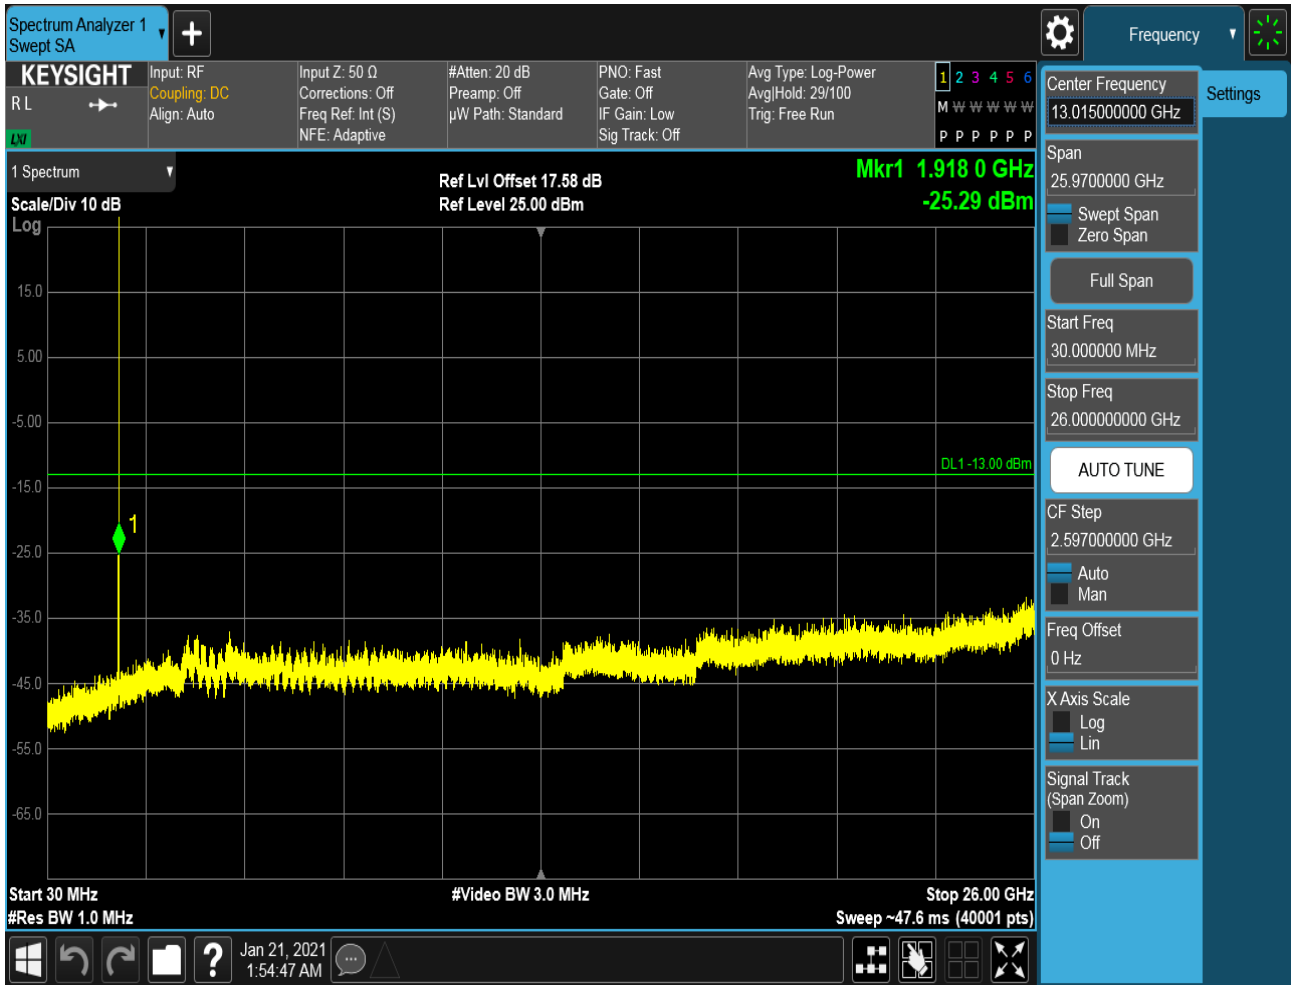 Spectrum Analyzer 1
Swept SA
Frequency
KEYSIGHT
R L
LXI
Input: RF
Coupling: DC
Align: Auto
Input Z: 50 Ω
Corrections: Off
Freq Ref: Int (S)
NFE: Adaptive
#Atten: 20 dB
Preamp: Off
µW Path: Standard
PNO: Fast
Gate: Off
IF Gain: Low
Sig Track: Off
Avg Type: Log-Power
Avg|Hold: 29/100
Trig: Free Run
1 2 3 4 5 6
M W W W W W
P P P P P P
1 Spectrum
Scale/Div 10 dB
Log
Ref Lvl Offset 17.58 dB
Ref Level 25.00 dBm
Mkr1 1.918 0 GHz
-25.29 dBm
15.0
5.00
-5.00
DL1 -13.00 dBm
-15.0
1
-25.0
-35.0
-45.0
-55.0
-65.0
Start 30 MHz
#Res BW 1.0 MHz
#Video BW 3.0 MHz
Stop 26.00 GHz
Sweep ~47.6 ms (40001 pts)
Jan 21, 2021
1:54:47 AM
Center Frequency
13.015000000 GHz
Settings
Span
25.9700000 GHz
Swept Span
Zero Span
Full Span
Start Freq
30.000000 MHz
Stop Freq
26.000000000 GHz
AUTO TUNE
CF Step
2.597000000 GHz
Auto
Man
Freq Offset
0 Hz
X Axis Scale
Log
Lin
Signal Track
(Span Zoom)
On
Off